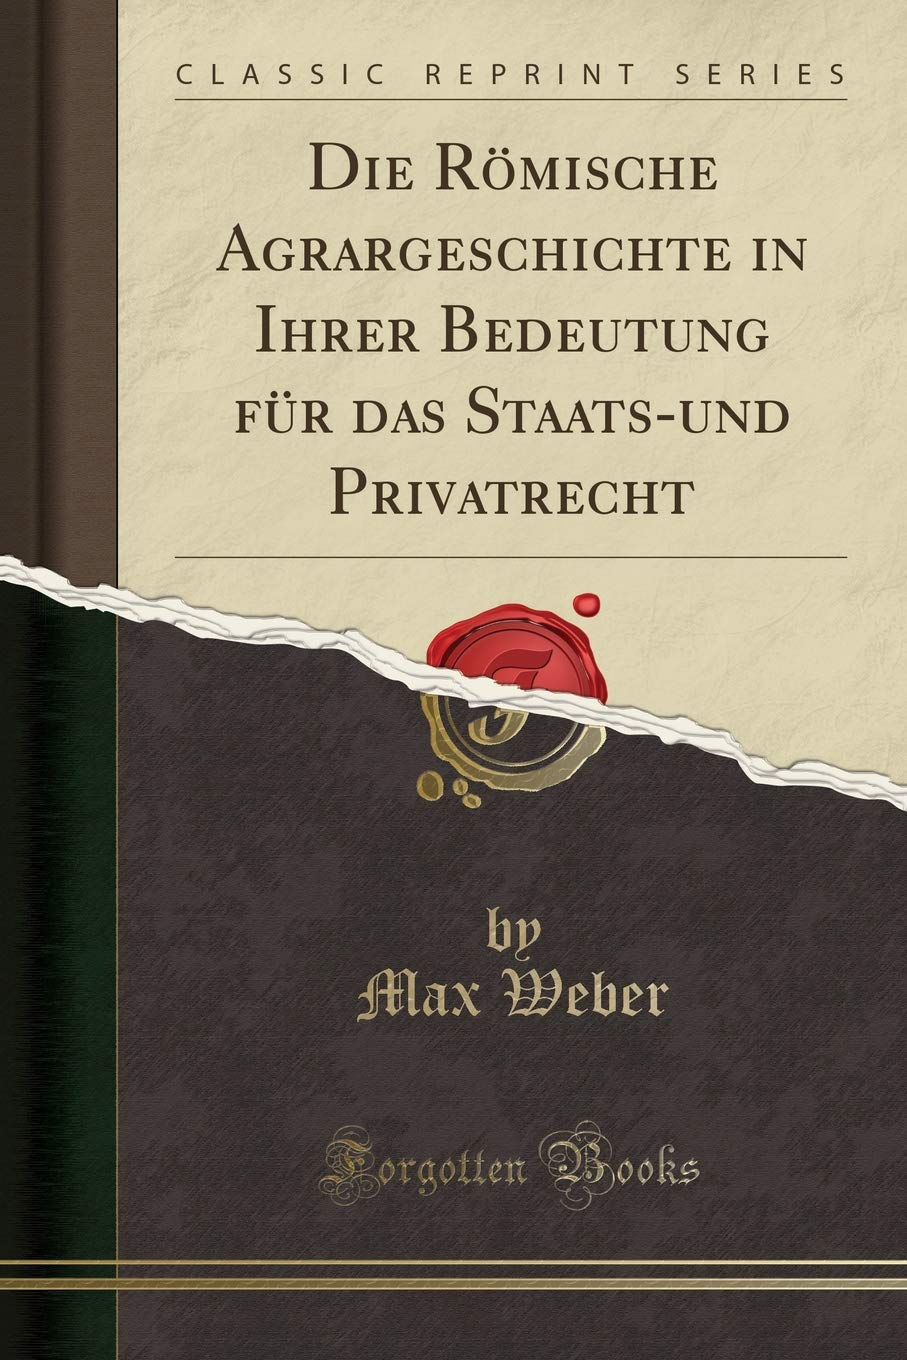 CLASSIC REPRINT SERIES
DIE RÖMISCHE
AGRARGESCHICHTE IN
IHRER BEDEUTUNG
FÜR DAS STAATS-UND
PRIVATRECHT
F
by
Max Weber
Forgotten Books